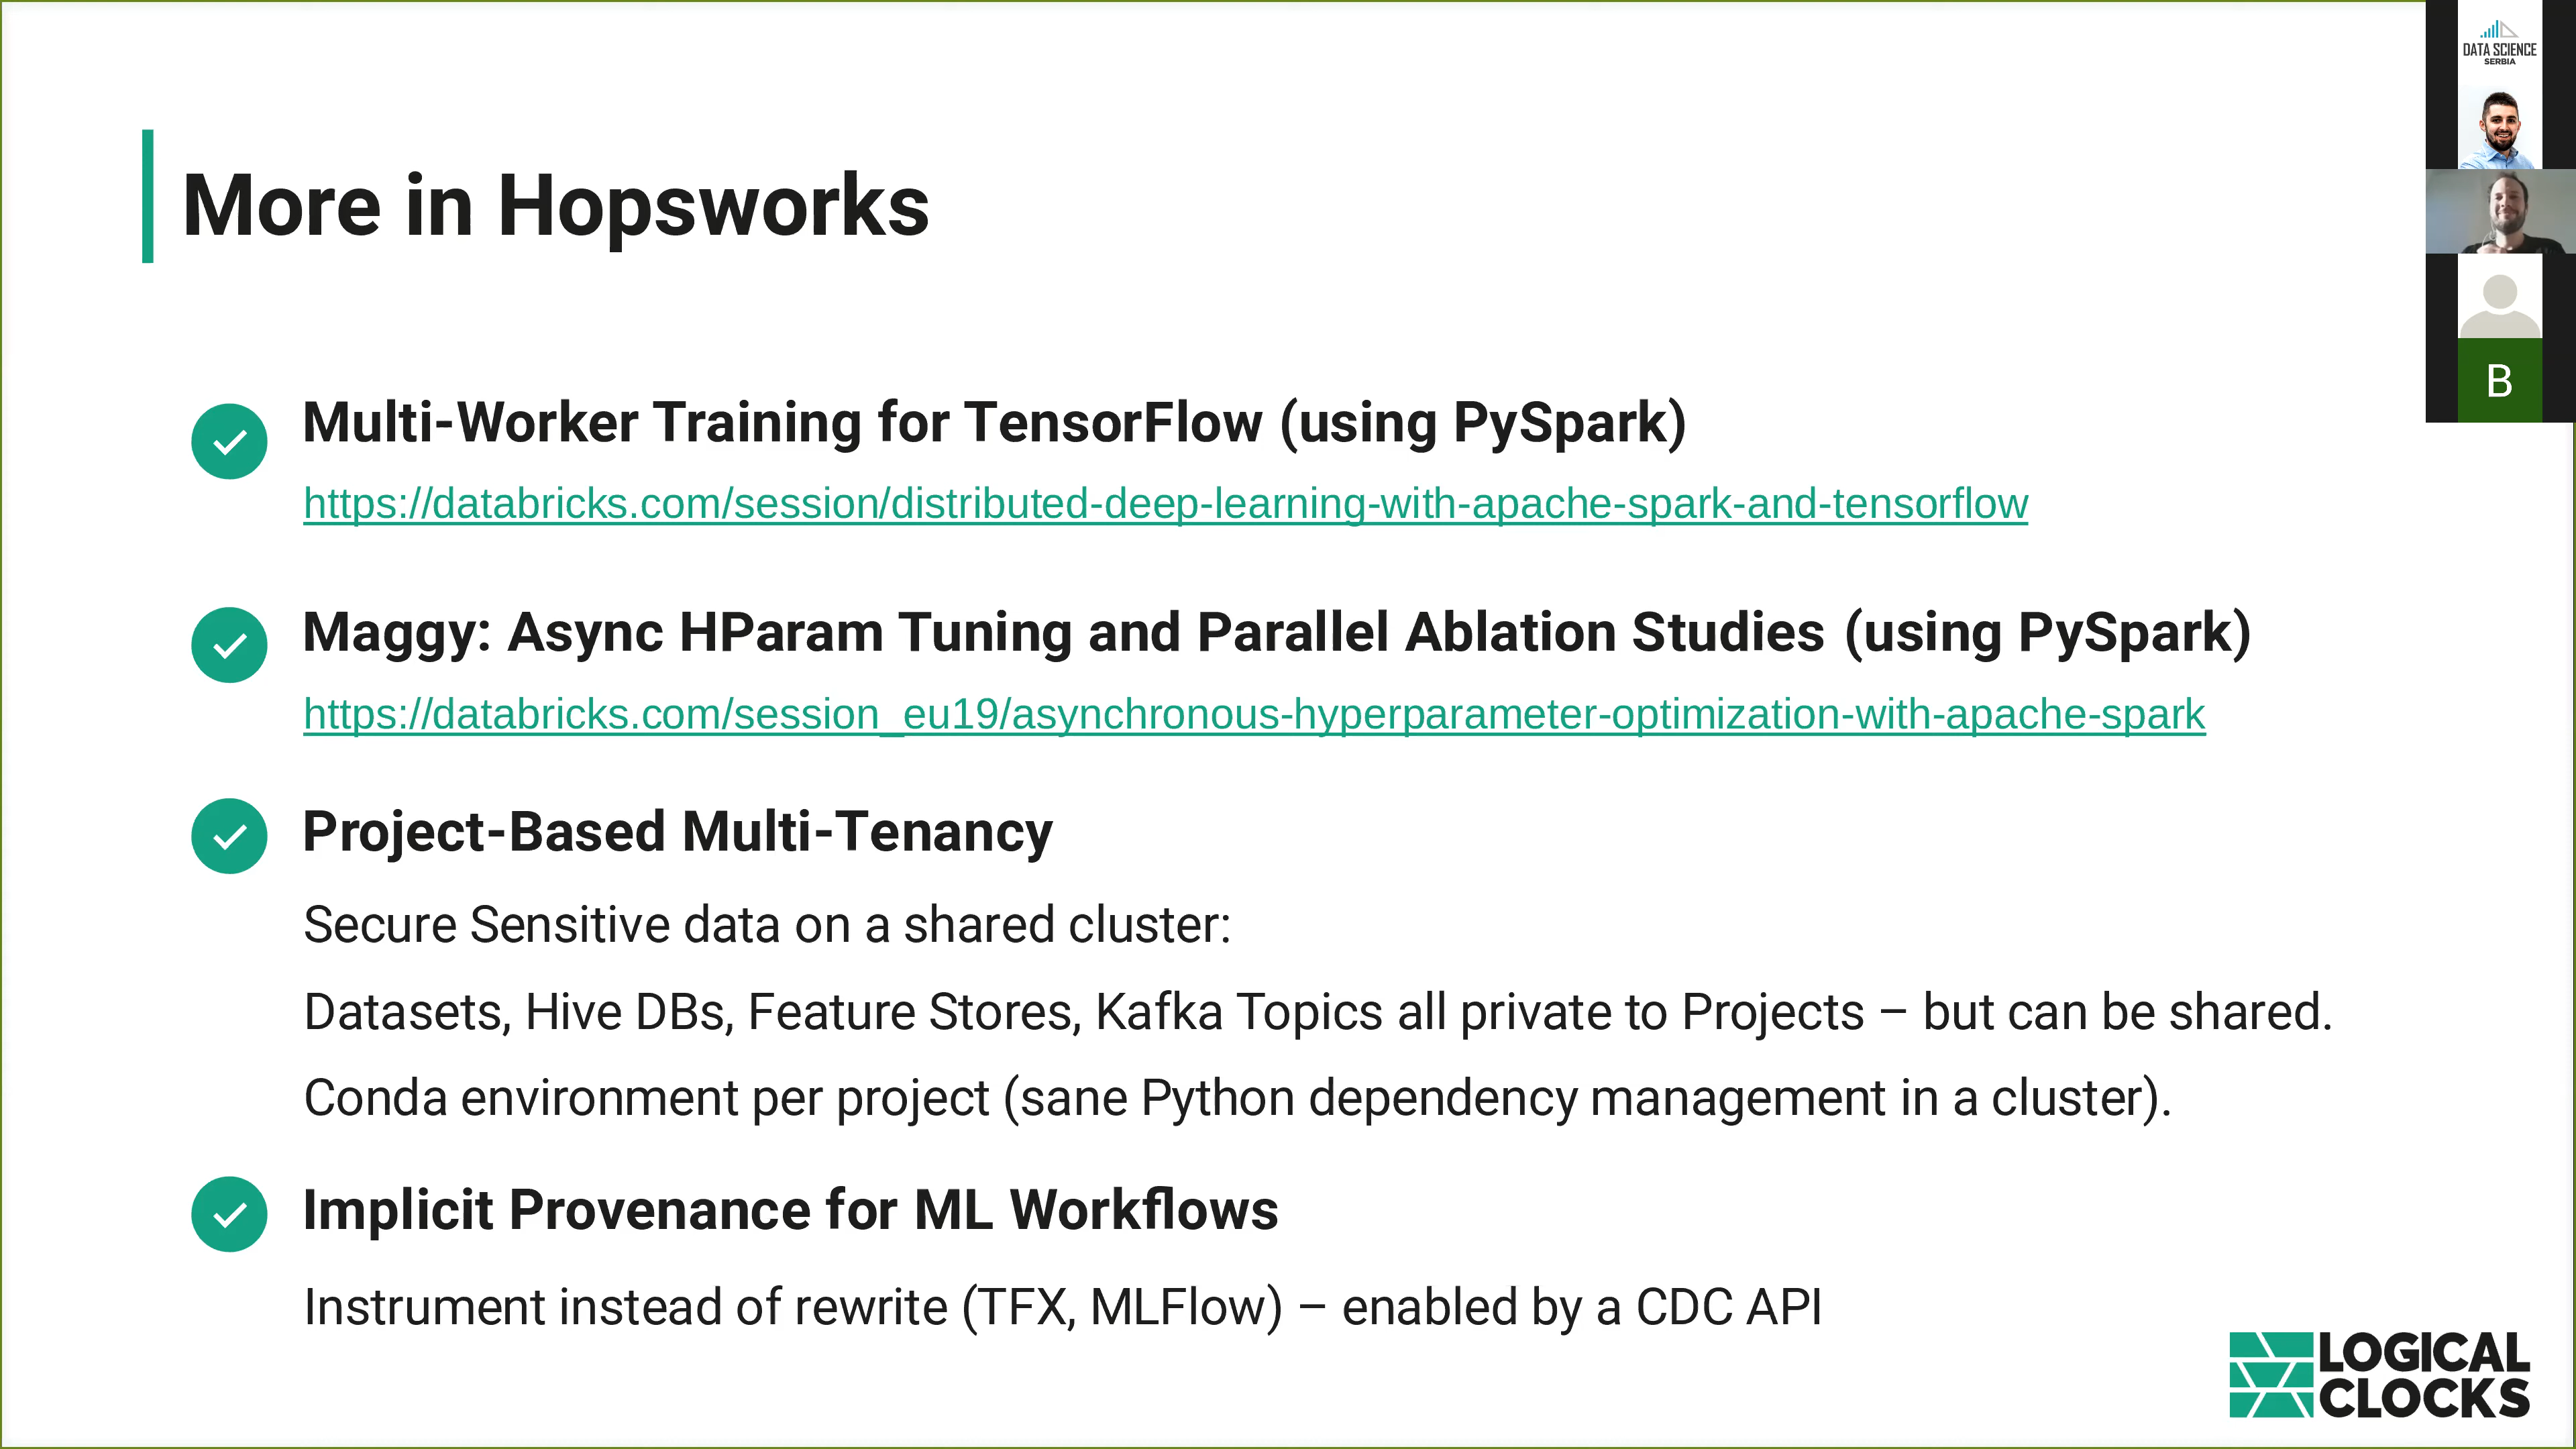 DATA SCIENCE
SERBIA
More in Hopsworks
B
Multi-Worker Training for TensorFlow (using PySpark)
https://databricks.com/session/distributed-deep-learning-with-apache-spark-and-tensorflow
Maggy: Async HParam Tuning and Parallel Ablation Studies (using PySpark)
https://databricks.com/session_eu19/asynchronous-hyperparameter-optimization-with-apache-spark
Project-Based Multi-Tenancy
Secure Sensitive data on a shared cluster:
Datasets, Hive DBs, Feature Stores, Kafka Topics all private to Projects – but can be shared.
Conda environment per project (sane Python dependency management in a cluster).
Implicit Provenance for ML Workflows
Instrument instead of rewrite (TFX, MLFlow) – enabled by a CDC API
LOGICAL
CLOCKS